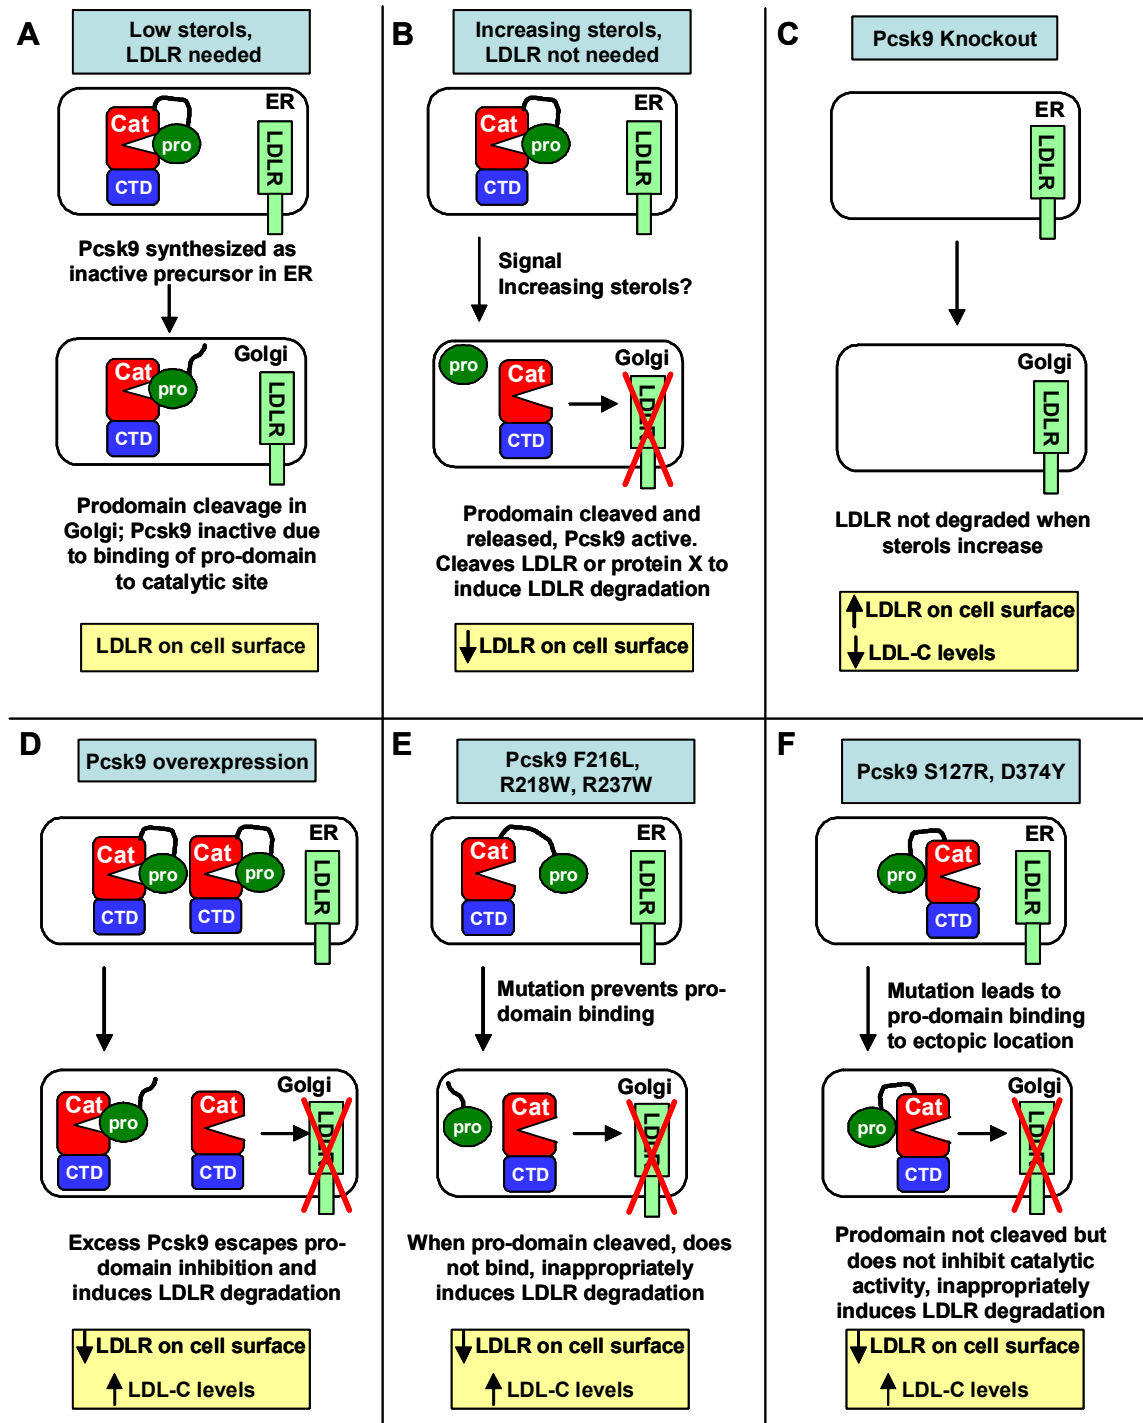 A
Low sterols,
LDLR needed
ER
Cat
pro
CTD
LDLR
Pcsk9 synthesized as
inactive precursor in ER
Golgi
Cat
pro
CTD
LDLR
Prodomain cleavage in
Golgi; Pcsk9 inactive due
to binding of pro-domain
to catalytic site
LDLR on cell surface
B
Increasing sterols,
LDLR not needed
ER
Cat
pro
CTD
LDLR
Signal
Increasing sterols?
pro
Golgi
Cat
CTD
LDLR
Prodomain cleaved and
released, Pcsk9 active.
Cleaves LDLR or protein X to
induce LDLR degradation
LDLR on cell surface
C
Pcsk9 Knockout
ER
LDLR
Golgi
LDLR
LDLR not degraded when
sterols increase
LDLR on cell surface
LDL-C levels
D
Pcsk9 overexpression
ER
Cat
pro
CTD
Cat
pro
CTD
LDLR
Golgi
Cat
pro
CTD
Cat
CTD
LDLR
Excess Pcsk9 escapes pro-
domain inhibition and
induces LDLR degradation
LDLR on cell surface
LDL-C levels
E
Pcsk9 F216L,
R218W, R237W
ER
Cat
pro
CTD
LDLR
Mutation prevents pro-
domain binding
Golgi
pro
Cat
CTD
LDLR
When pro-domain cleaved, does
not bind, inappropriately
induces LDLR degradation
LDLR on cell surface
LDL-C levels
F
Pcsk9 S127R, D374Y
ER
Cat
pro
CTD
LDLR
Mutation leads to
pro-domain binding
to ectopic location
Golgi
Cat
pro
CTD
LDLR
Prodomain not cleaved but
does not inhibit catalytic
activity, inappropriately
induces LDLR degradation
LDLR on cell surface
LDL-C levels